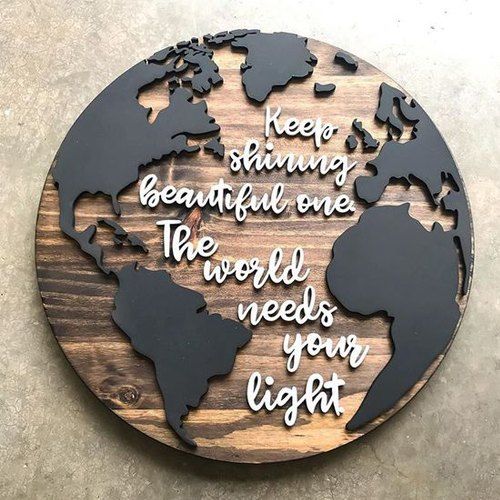 Keep
shining
beautiful one.
The
world
needs
your
light.